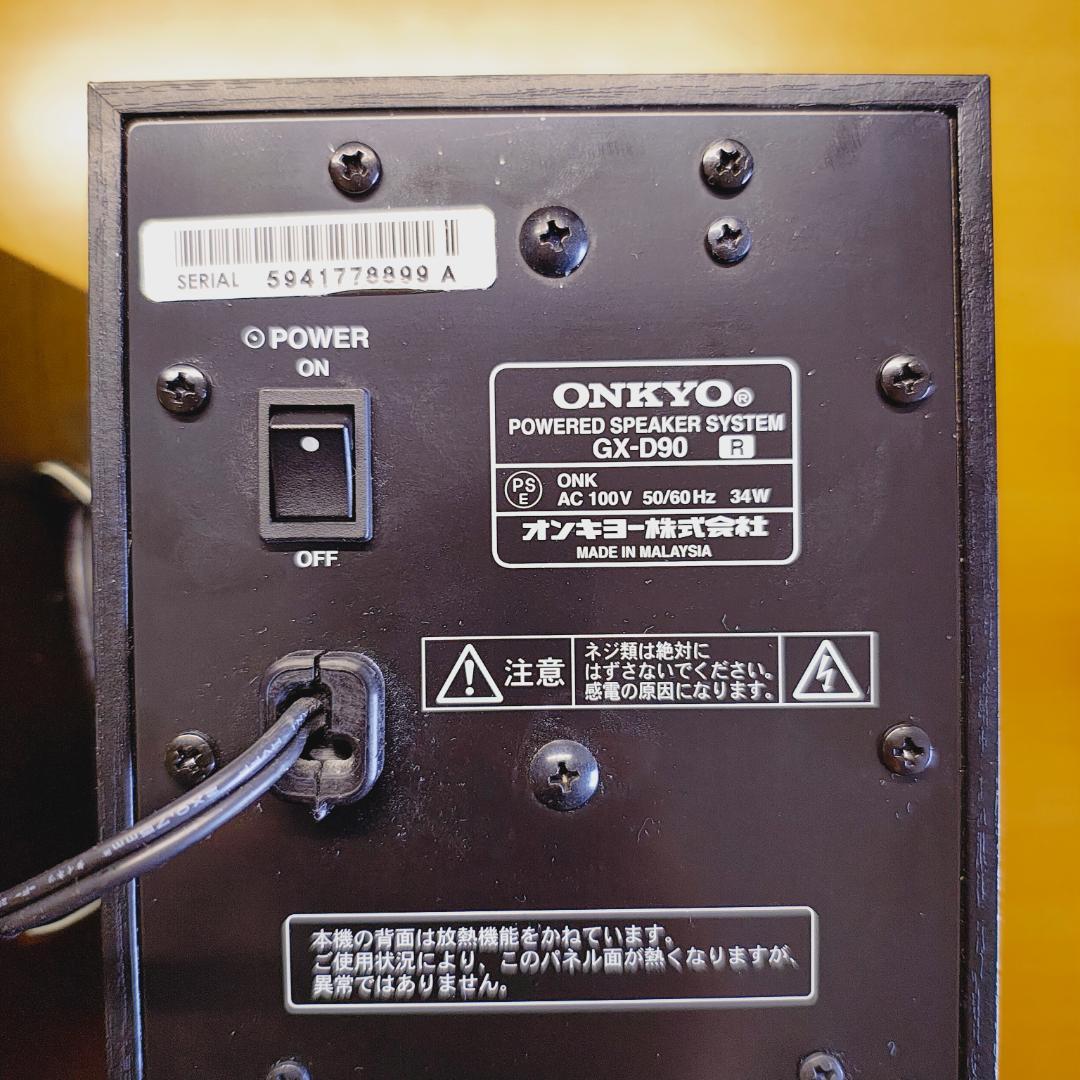 SERIAL 5941778899 A
POWER
ON
OFF
ONKYO®
POWERED SPEAKER SYSTEM
GX-D90 R
PS E
ONK
AC 100V 50/60Hz 34W
オンキヨー株式会社
MADE IN MALAYSIA
注意
ネジ類は絶対に
はずさないでください。
感電の原因になります。
本機の背面は放熱機能をかねています。
ご使用状況により、このパネル面が熱くなりますが、
異常ではありません。